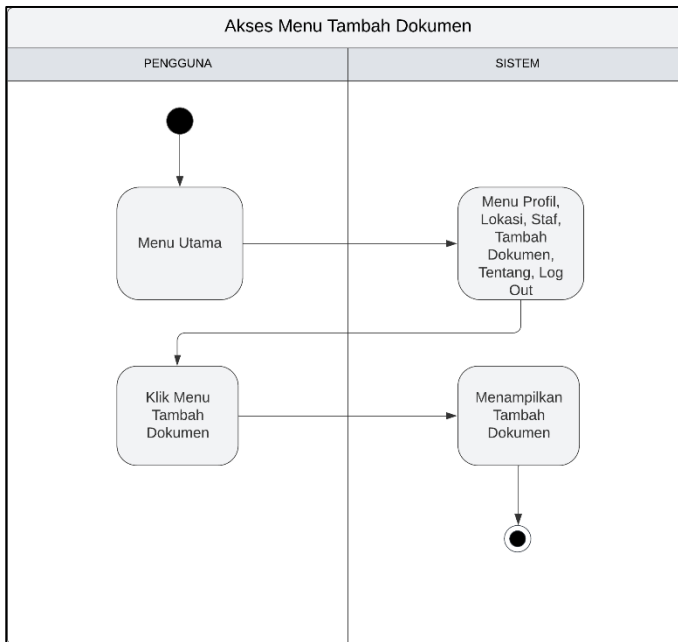 Akses Menu Tambah Dokumen
PENGGUNA
SISTEM
Menu Utama
Menu Profil,
Lokasi, Staf,
Tambah
Dokumen,
Tentang, Log
Out
Klik Menu
Tambah
Dokumen
Menampilkan
Tambah
Dokumen